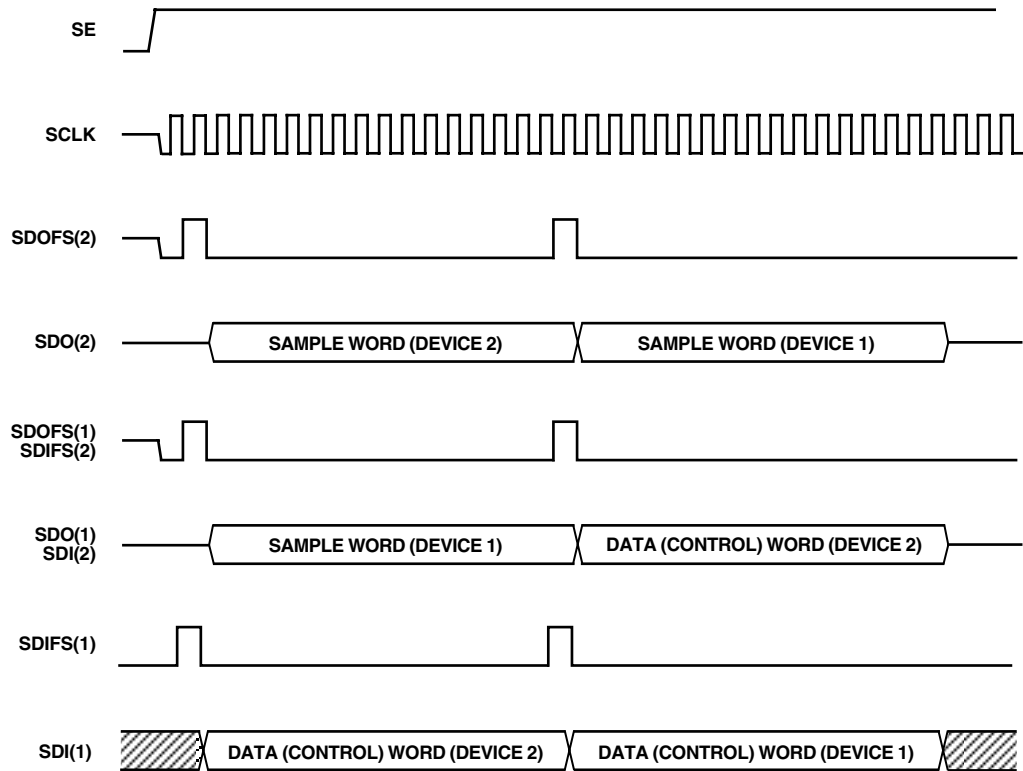 SE
SCLK
SDOFS(2)
SDO(2)
SAMPLE WORD (DEVICE 2)
SAMPLE WORD (DEVICE 1)
SDOFS(1)
SDIFS(2)
SDO(1)
SDI(2)
SAMPLE WORD (DEVICE 1)
DATA (CONTROL) WORD (DEVICE 2)
SDIFS(1)
SDI(1)
DATA (CONTROL) WORD (DEVICE 2)
DATA (CONTROL) WORD (DEVICE 1)